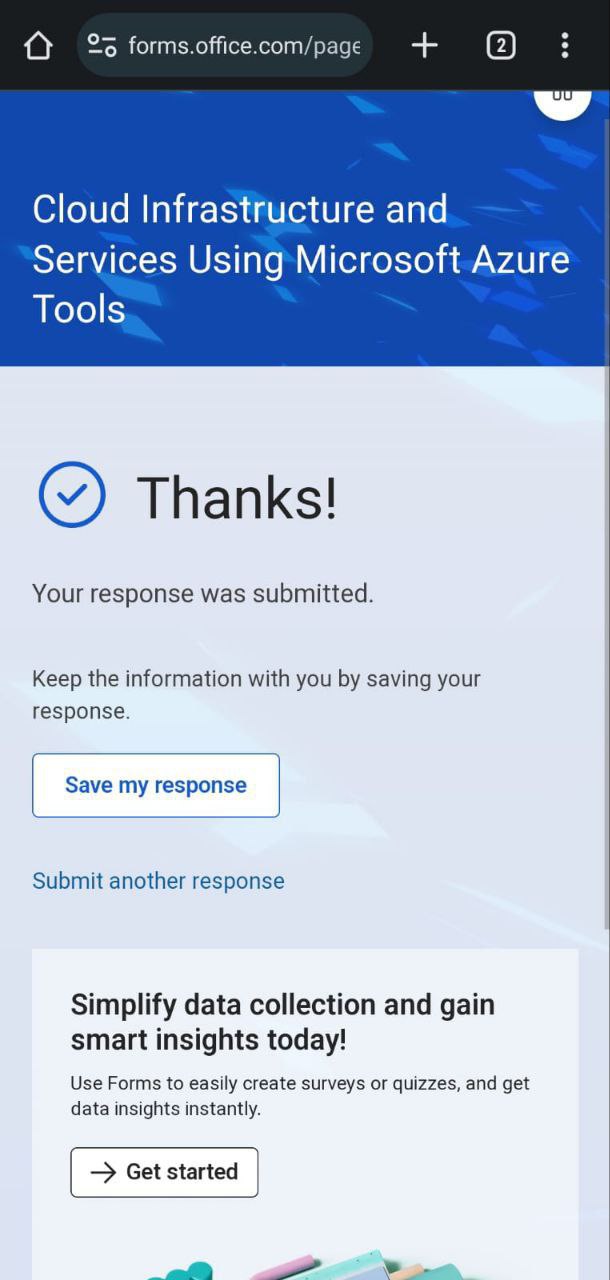 forms.office.com/page
2
Cloud Infrastructure and
Services Using Microsoft Azure
Tools
Thanks!
Your response was submitted.
Keep the information with you by saving your
response.
Save my response
Submit another response
Simplify data collection and gain
smart insights today!
Use Forms to easily create surveys or quizzes, and get
data insights instantly.
Get started